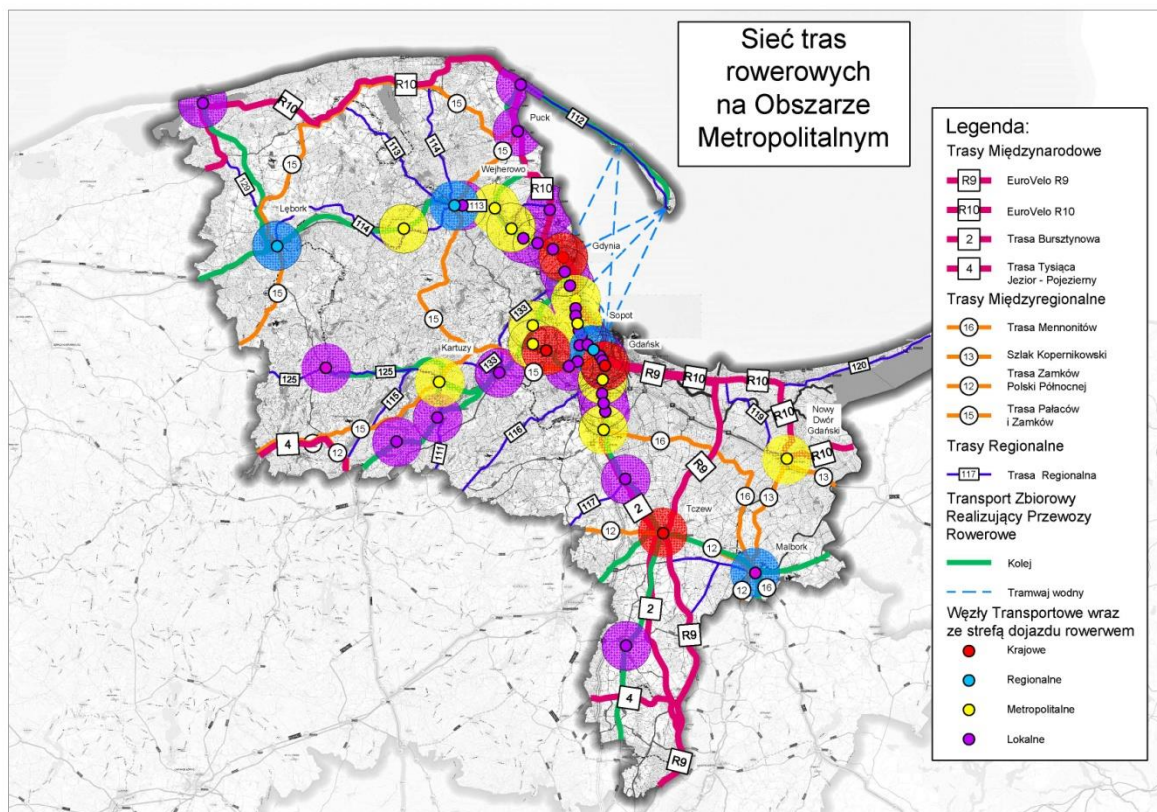 Sieć tras
rowerowych
na Obszarze
Metropolitalnym
Legenda:
Trasy Międzynarodowe
R9 EuroVelo R9
R10 EuroVelo R10
2 Trasa Bursztynowa
4 Trasa Tysiąca
Jezior - Pojezierny
Trasy Międzyregionalne
16 Trasa Mennonitów
13 Szlak Kopernikowski
12 Trasa Zamków
Polski Północnej
15 Trasa Pałaców
i Zamków
Trasy Regionalne
117 Trasa Regionalna
Transport Zbiorowy
Realizujący Przewozy
Rowerowe
Kolej
Tramwaj wodny
Węzły Transportowe wraz
ze strefą dojazdu rowerwem
Krajowe
Regionalne
Metropolitalne
Lokalne
R10
R10
15
112
Puck
113
114
15
129
Wejherowo
R10
Lębork
114
113
Gdynia
15
15
133
Sopot
Kartuzy
Gdańsk
133
125
125
15
R9
R10
R10
120
115
116
119
R10
Nowy
Dwór
Gdański
4
12
15
111
16
R10
R9
13
16
13
117
2
Tczew
12
12
Malbork
12
16
2
R9
4
R9